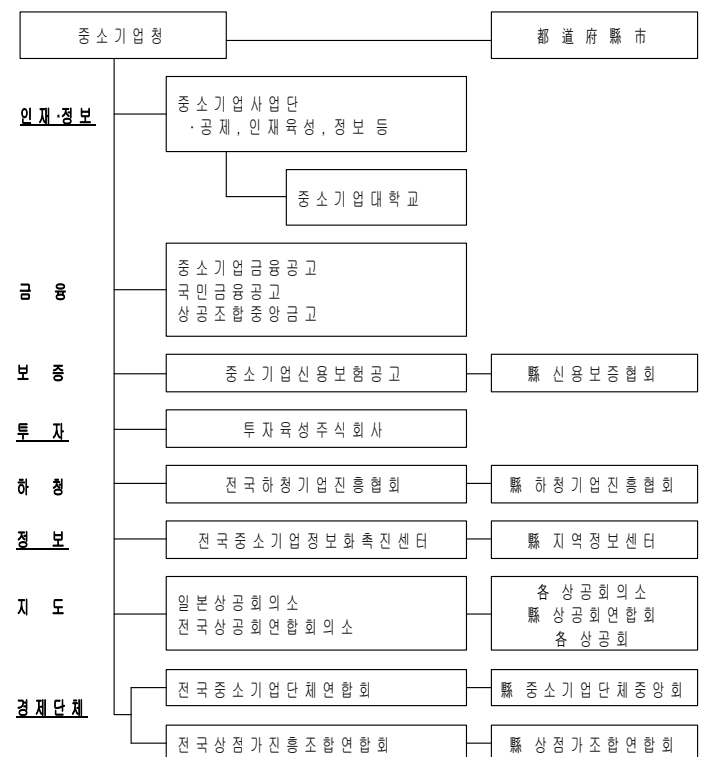 중소기업청
都道府縣市
인재·정보
중소기업사업단
·공제, 인재육성, 정보 등
중소기업대학교
금 융
중소기업금융공고
국민금융공고
상공조합중앙금고
보 증
중소기업신용보험공고
縣 신용보증협회
투 자
투자육성주식회사
하 청
전국하청기업진흥협회
縣 하청기업진흥협회
정 보
전국중소기업정보화촉진센터
縣 지역정보센터
지 도
일본상공회의소
전국상공회연합회의소
各 상공회의소
縣 상공회연합회
各 상공회
경제단체
전국중소기업단체연합회
縣 중소기업단체중앙회
전국상점가진흥조합연합회
縣 상점가조합연합회